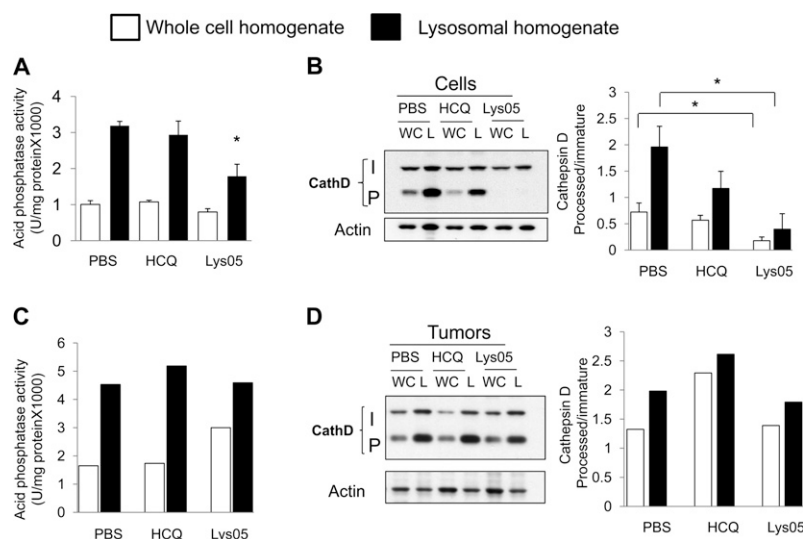 Whole cell homogenate Lysosomal homogenate
A
Acid phosphatase activity
(U/mg proteinX1000)
4
3
2
1
0
*
PBS HCQ Lys05
B
Cells
PBS HCQ Lys05
WC L WC L WC L
CathD
I
P
Actin
Cathepsin D
Processed/immature
3
2.5
2
1.5
1
0.5
0
*
*
PBS HCQ Lys05
C
Acid phosphatase activity
(U/mg proteinX1000)
6
5
4
3
2
1
0
PBS HCQ Lys05
D
Tumors
PBS HCQ Lys05
WC L WC L WC L
CathD
I
P
Actin
Cathepsin D
Processed/immature
3
2.5
2
1.5
1
0.5
0
PBS HCQ Lys05